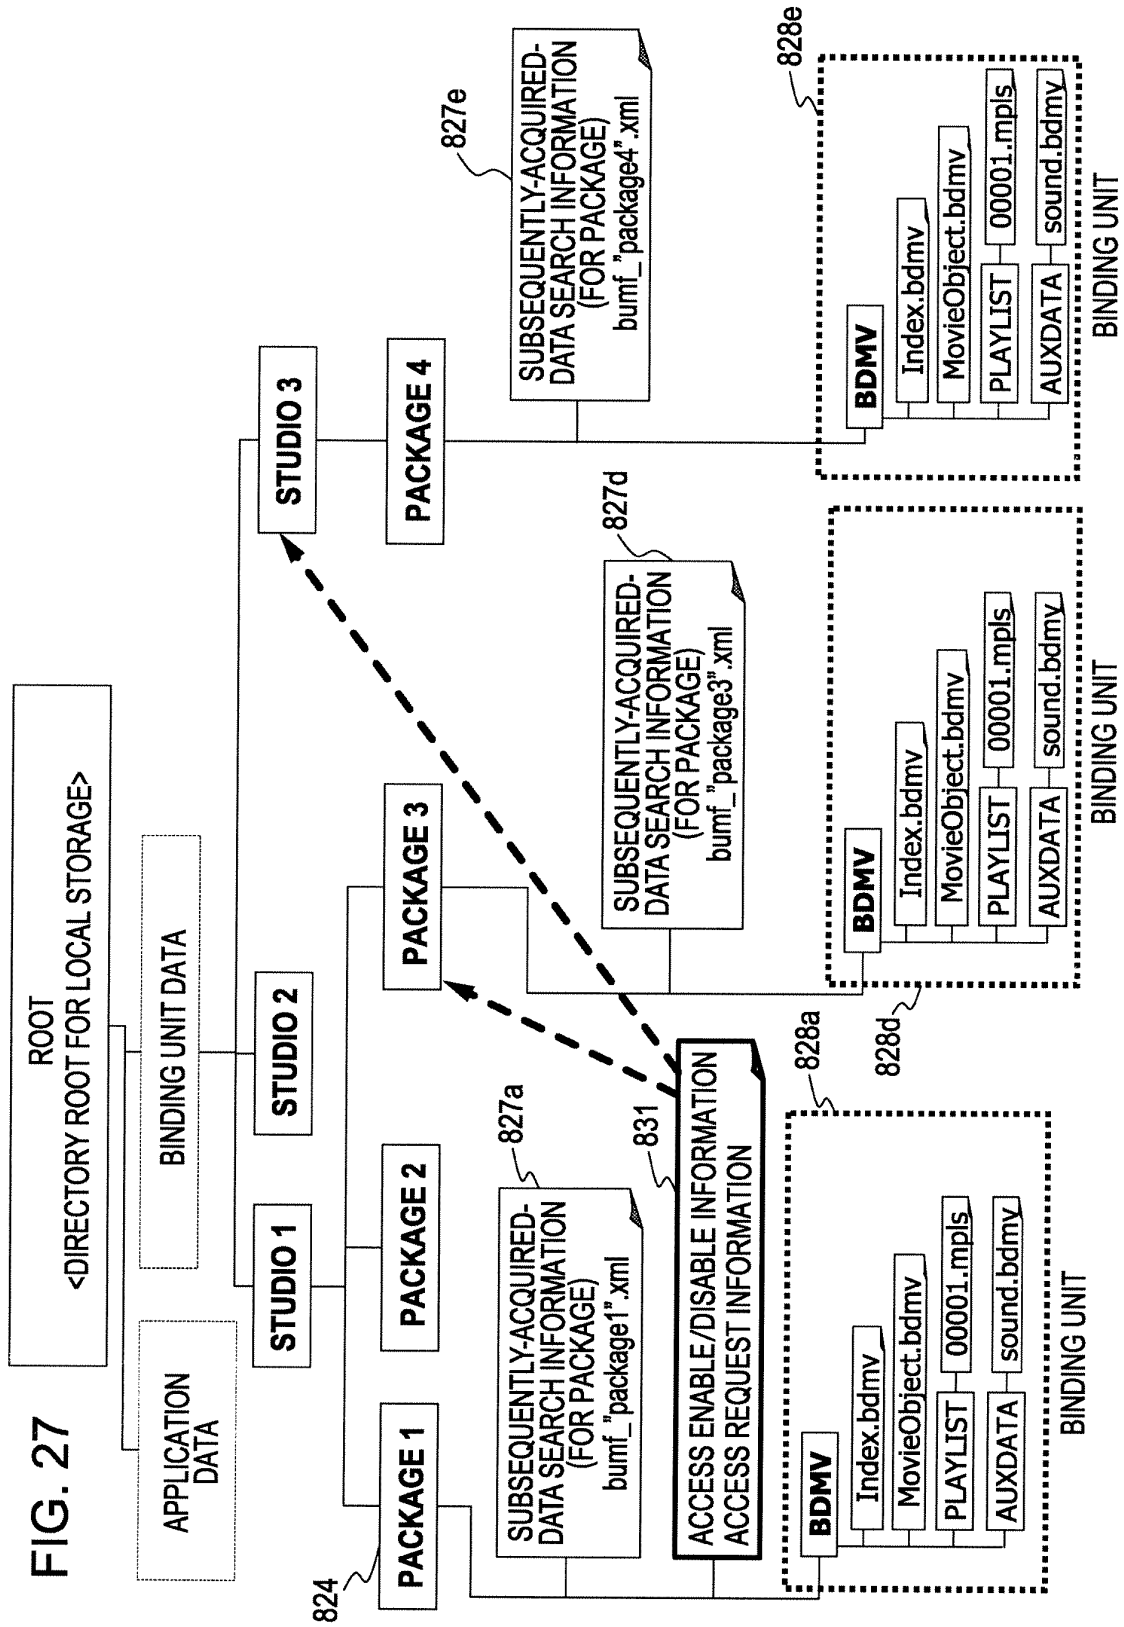 FIG. 27
ROOT
<DIRECTORY ROOT FOR LOCAL STORAGE>
APPLICATION
DATA
BINDING UNIT DATA
STUDIO 1
STUDIO 2
STUDIO 3
824
PACKAGE 1
PACKAGE 2
PACKAGE 3
PACKAGE 4
827a
SUBSEQUENTLY-ACQUIRED-
DATA SEARCH INFORMATION
(FOR PACKAGE)
bumf_”package1”.xml
827d
SUBSEQUENTLY-ACQUIRED-
DATA SEARCH INFORMATION
(FOR PACKAGE)
bumf_”package3”.xml
827e
SUBSEQUENTLY-ACQUIRED-
DATA SEARCH INFORMATION
(FOR PACKAGE)
bumf_”package4”.xml
831
ACCESS ENABLE/DISABLE INFORMATION
ACCESS REQUEST INFORMATION
828a
BDMV
Index.bdmv
MovieObject.bdmv
PLAYLIST
00001.mpls
AUXDATA
sound.bdmv
BINDING UNIT
828d
BDMV
Index.bdmv
MovieObject.bdmv
PLAYLIST
00001.mpls
AUXDATA
sound.bdmv
BINDING UNIT
828e
BDMV
Index.bdmv
MovieObject.bdmv
PLAYLIST
00001.mpls
AUXDATA
sound.bdmv
BINDING UNIT